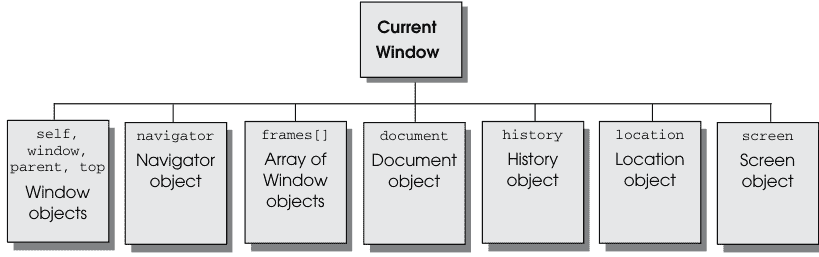 Current
Window
self,
window,
parent, top
Window
objects
navigator
Navigator
object
frames[]
Array of
Window
objects
document
Document
object
history
History
object
location
Location
object
screen
Screen
object